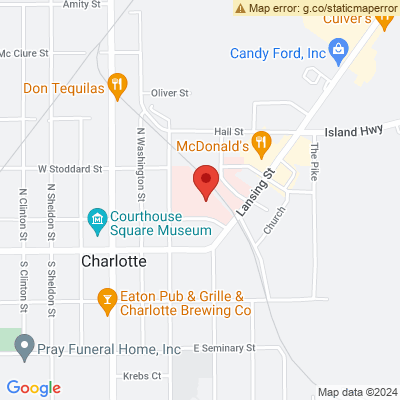 Amity St
Map error: g.co/staticmaperror
Culver's
Mc Clure St
Candy Ford, Inc
Don Tequilas
Oliver St
N Washington St
Hall St
Island Hwy
McDonald's
The Pike
W Stoddard St
Lansing St
N Clinton St
N Sheldon St
Courthouse
Square Museum
Church
Charlotte
S Clinton St
S Sheldon St
Eaton Pub & Grille &
Charlotte Brewing Co
Pray Funeral Home, Inc
E Seminary St
Krebs Ct
Google
Map data ©2024